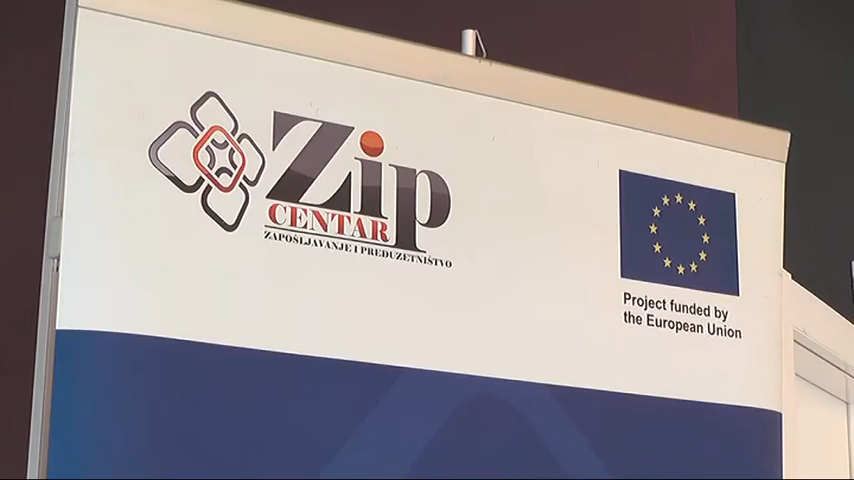 Zip
CENTAR
ZAPOŠLJAVANJE I PREDUZETNIŠTVO
Project funded by
the European Union